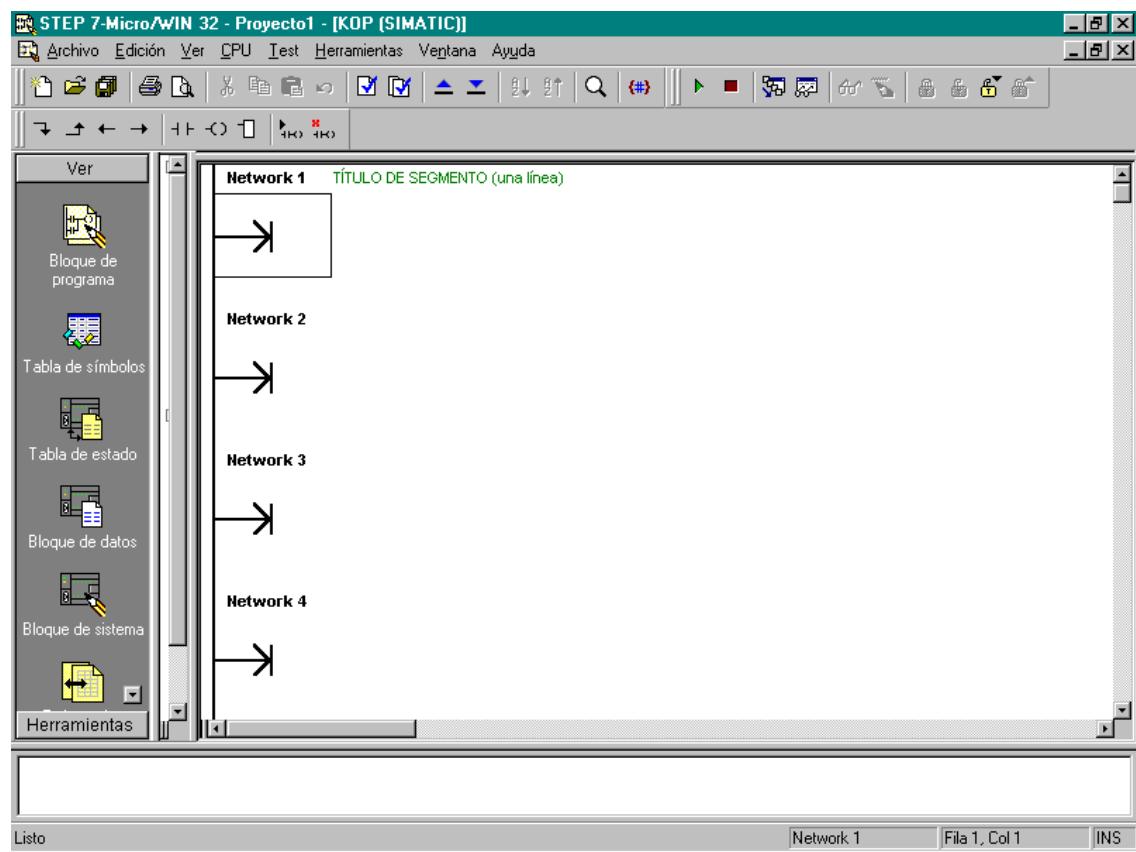 STEP 7-Micro/WIN 32 - Proyecto1 - [KOP (SIMATIC)]
Archivo Edición Ver CPU Test Herramientas Ventana Ayuda
Ver
Bloque de
programa
Tabla de símbolos
Tabla de estado
Bloque de datos
Bloque de sistema
Herramientas
Network 1 TÍTULO DE SEGMENTO (una línea)
Network 2
Network 3
Network 4
Listo
Network 1
Fila 1, Col 1
INS